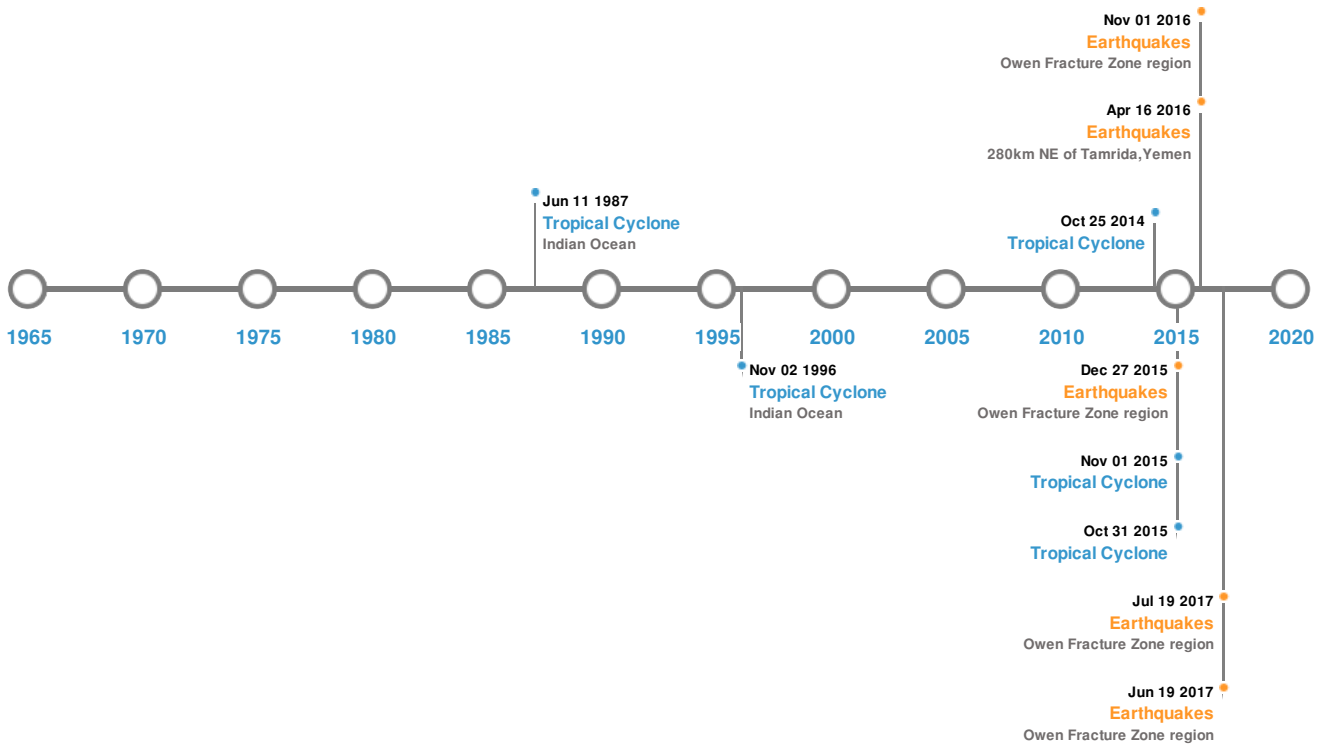 Nov 01 2016
Earthquakes
Owen Fracture Zone region
Apr 16 2016
Earthquakes
280km NE of Tamrida,Yemen
Jun 11 1987
Tropical Cyclone
Indian Ocean
Oct 25 2014
Tropical Cyclone
1965 1970 1975 1980 1985 1990 1995 2000 2005 2010 2015 2020
Nov 02 1996
Tropical Cyclone
Indian Ocean
Dec 27 2015
Earthquakes
Owen Fracture Zone region
Nov 01 2015
Tropical Cyclone
Oct 31 2015
Tropical Cyclone
Jul 19 2017
Earthquakes
Owen Fracture Zone region
Jun 19 2017
Earthquakes
Owen Fracture Zone region